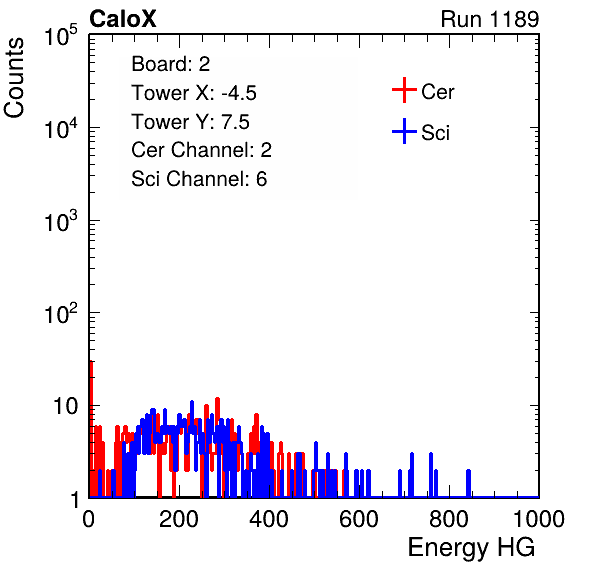 CaloX Run 1189
Counts
Board: 2
Tower X: -4.5
Tower Y: 7.5
Cer Channel: 2
Sci Channel: 6
Cer
Sci
10^5
10^4
10^3
10^2
10
1
0 200 400 600 800 1000
Energy HG